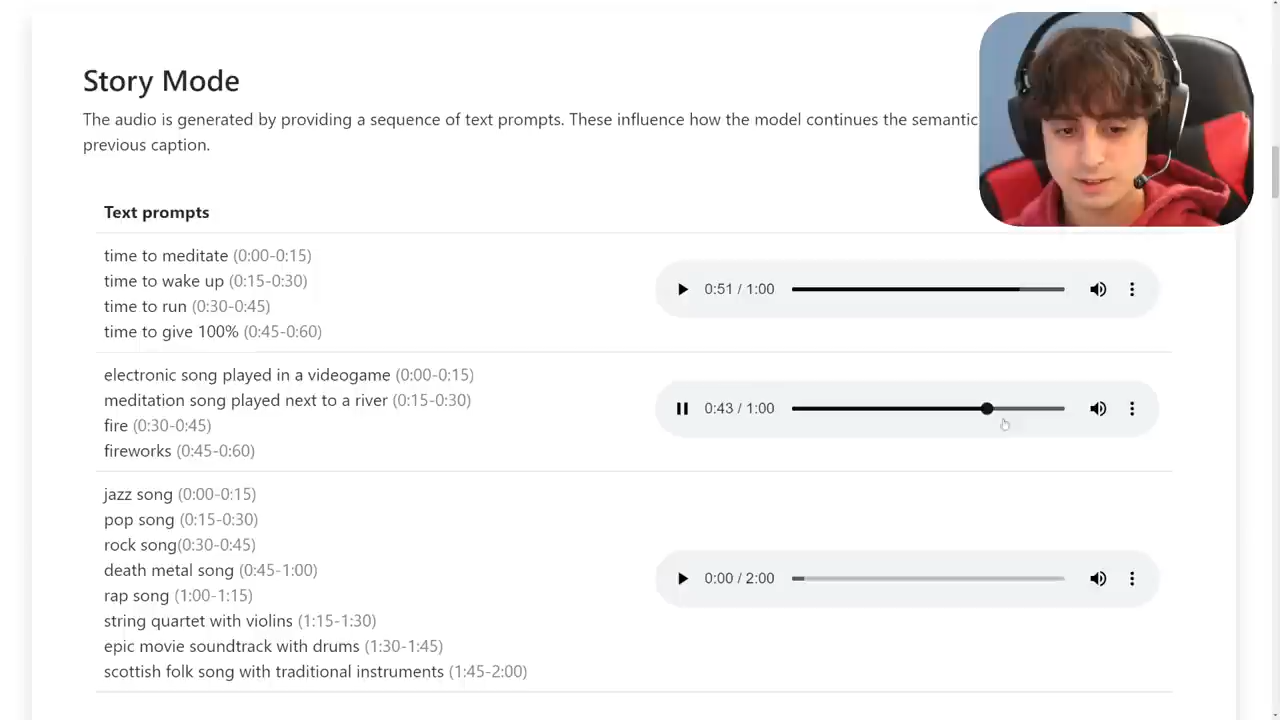 Story Mode
The audio is generated by providing a sequence of text prompts. These influence how the model continues the semantic
previous caption.
Text prompts
time to meditate (0:00-0:15)
time to wake up (0:15-0:30)
time to run (0:30-0:45)
time to give 100% (0:45-0:60)
0:51 / 1:00
electronic song played in a videogame (0:00-0:15)
meditation song played next to a river (0:15-0:30)
fire (0:30-0:45)
fireworks (0:45-0:60)
0:43 / 1:00
jazz song (0:00-0:15)
pop song (0:15-0:30)
rock song(0:30-0:45)
death metal song (0:45-1:00)
rap song (1:00-1:15)
string quartet with violins (1:15-1:30)
epic movie soundtrack with drums (1:30-1:45)
scottish folk song with traditional instruments (1:45-2:00)
0:00 / 2:00